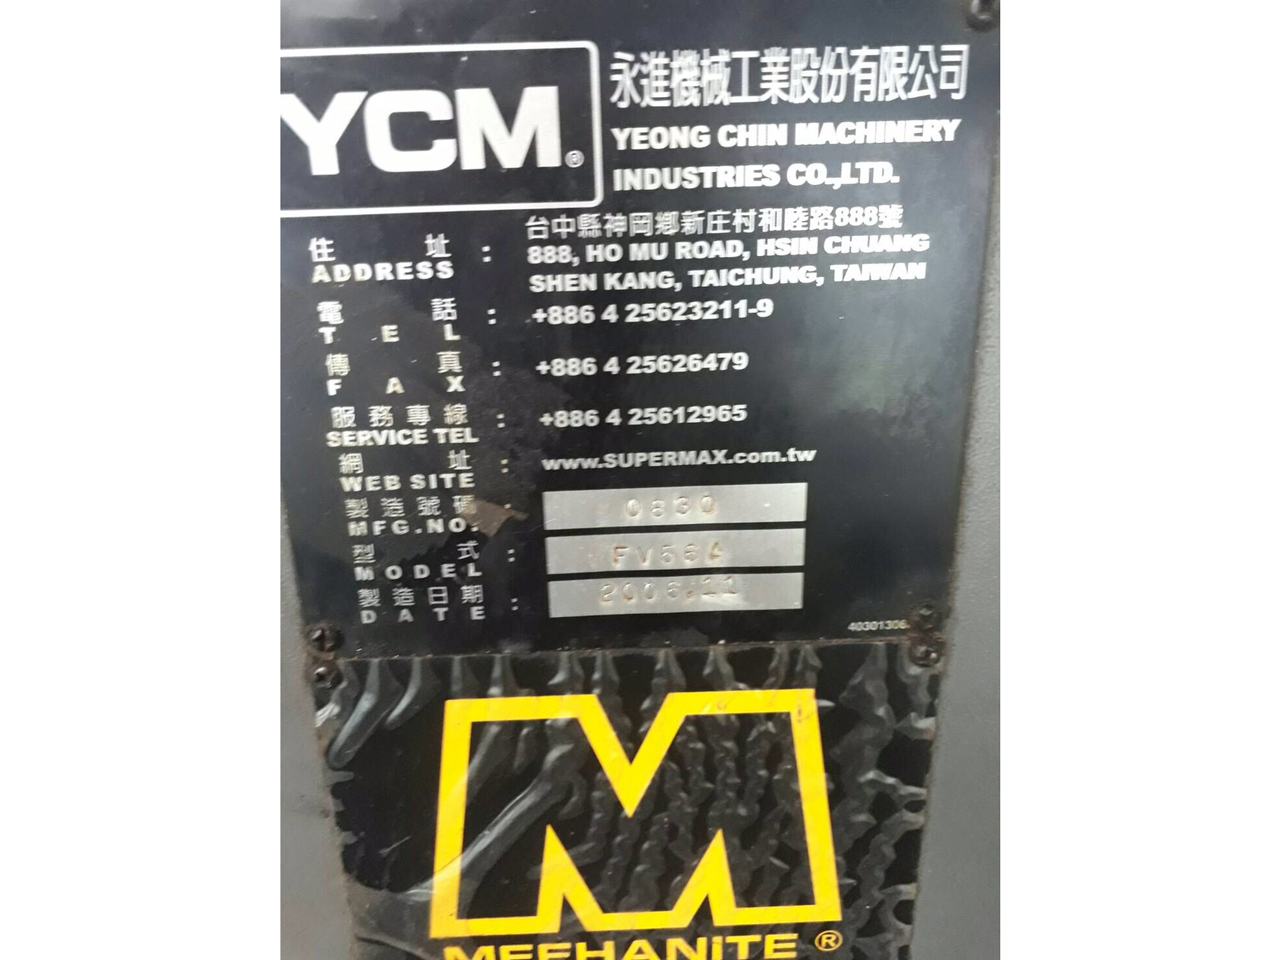 YCM®
永進機械工業股份有限公司
YEONG CHIN MACHINERY
INDUSTRIES CO.,LTD.
住址: 台中縣神岡鄉新庄村和睦路888號
ADDRESS 888, HO MU ROAD, HSIN CHUANG
SHEN KANG, TAICHUNG, TAIWAN
電話: +886 4 25623211-9
TEL
傳真: +886 4 25626479
FAX
服務專線: +886 4 25612965
SERVICE TEL
網址: www.SUPERMAX.com.tw
WEB SITE
製造號碼: 0830
MFG.NO.
型式: FV56A
MODEL
製造日期: 2006.11
DATE
40301306
MEEHANiTE®